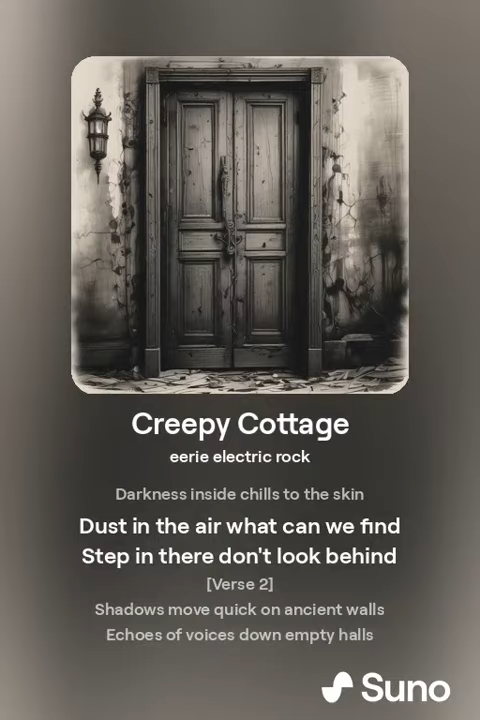 Creepy Cottage
eerie electric rock
Darkness inside chills to the skin
Dust in the air what can we find
Step in there don't look behind
[Verse 2]
Shadows move quick on ancient walls
Echoes of voices down empty halls
Suno